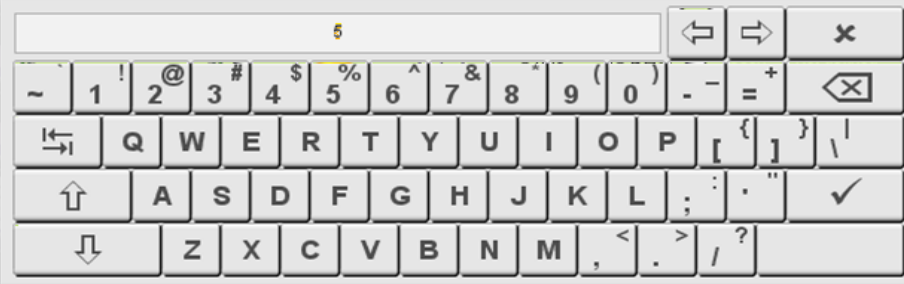 5
~ ` 1 ! 2 @ 3 # 4 $ 5 % 6 ^ 7 & 8 * 9 ( 0 ) - _ = +
Q W E R T Y U I O P [ { ] } \ |
A S D F G H J K L ; : ' "
Z X C V B N M , < . > / ?